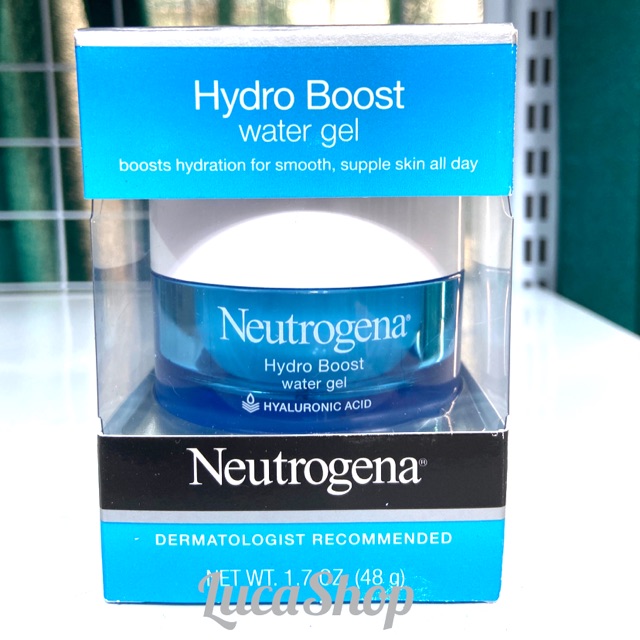 Hydro Boost
water gel
boosts hydration for smooth, supple skin all day
Neutrogena®
Hydro Boost
water gel
HYALURONIC ACID
Neutrogena®
DERMATOLOGIST RECOMMENDED
NET WT. 1.7 OZ. (48 g)
LucaShop